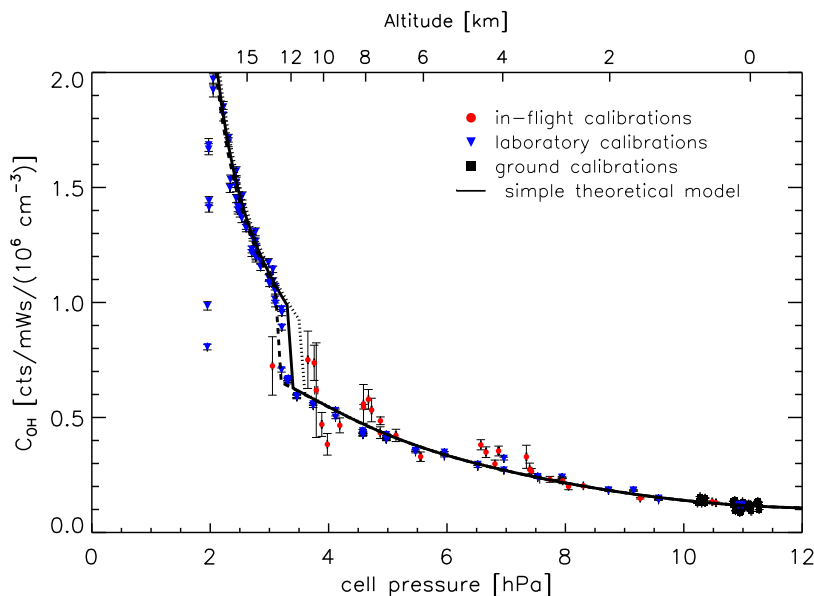 Altitude [km]
15 12 10 8 6 4 2 0
2.0
in-flight calibrations
laboratory calibrations
ground calibrations
simple theoretical model
1.5
1.0
0.5
0.0
C_OH [cts/mWs/(10⁶ cm⁻³)]
0 2 4 6 8 10 12
cell pressure [hPa]